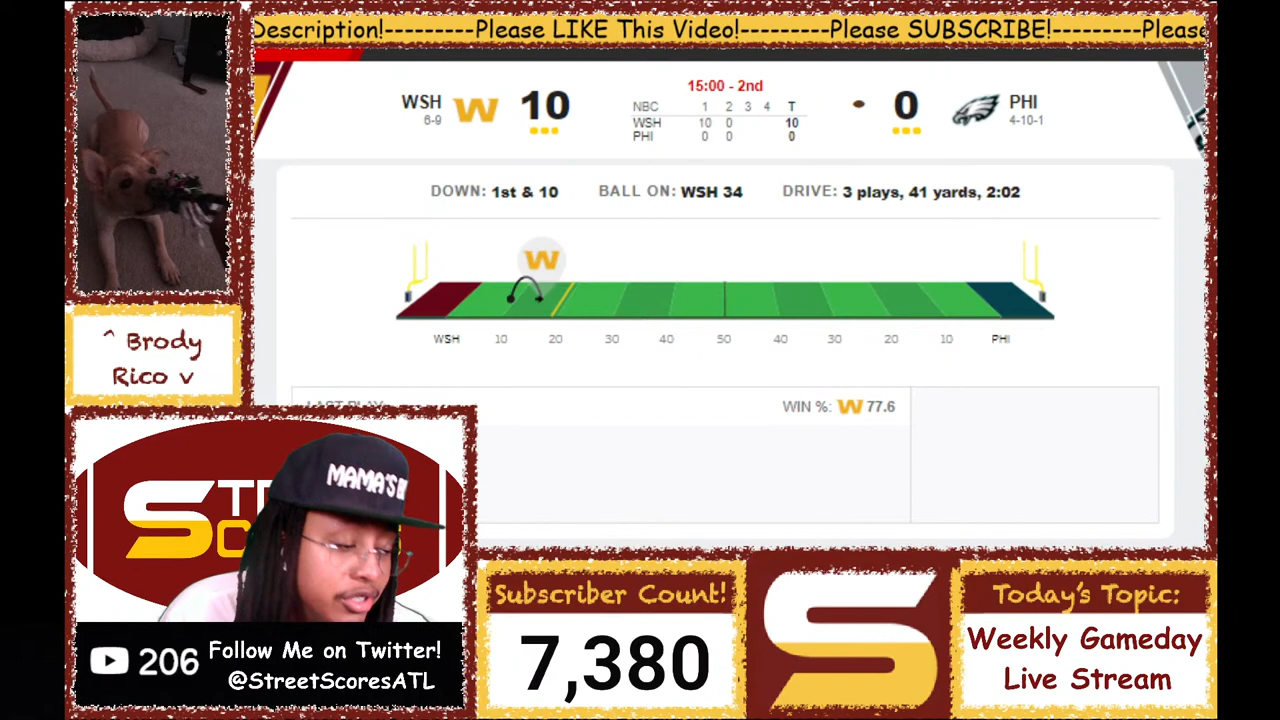 Description!---------Please LIKE This Video!---------Please SUBSCRIBE!---------Please
WSH 10 15:00 - 2nd 0 PHI
6-9 4-10-1
NBC 1 2 3 4 T
WSH 10 0 10
PHI 0 0 0
DOWN: 1st & 10 BALL ON: WSH 34 DRIVE: 3 plays, 41 yards, 2:02
W
WSH 10 20 30 40 50 40 30 20 10 PHI
^ Brody
Rico v
LAST PLAY
WIN %: W 77.6
MAMA'S
206 Follow Me on Twitter!
@StreetScoresATL
Subscriber Count!
7,380
S
Today's Topic:
Weekly Gameday
Live Stream